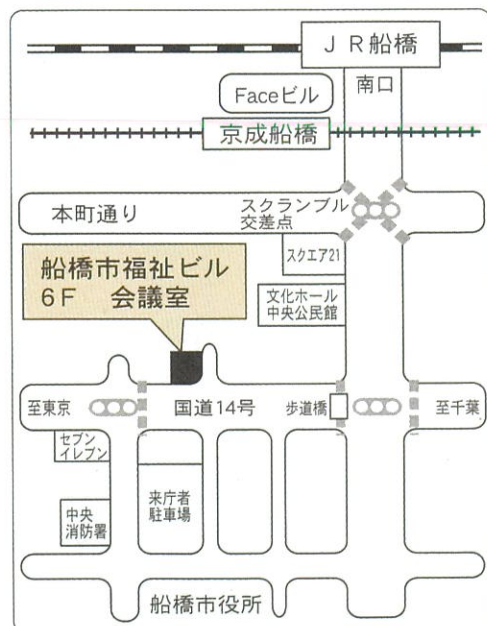 JR船橋
南口
Faceビル
京成船橋
本町通り
スクランブル
交差点
スクエア21
船橋市福祉ビル
6F 会議室
文化ホール
中央公民館
至東京
国道14号
歩道橋
至千葉
セブン
イレブン
来庁者
駐車場
中央
消防署
船橋市役所